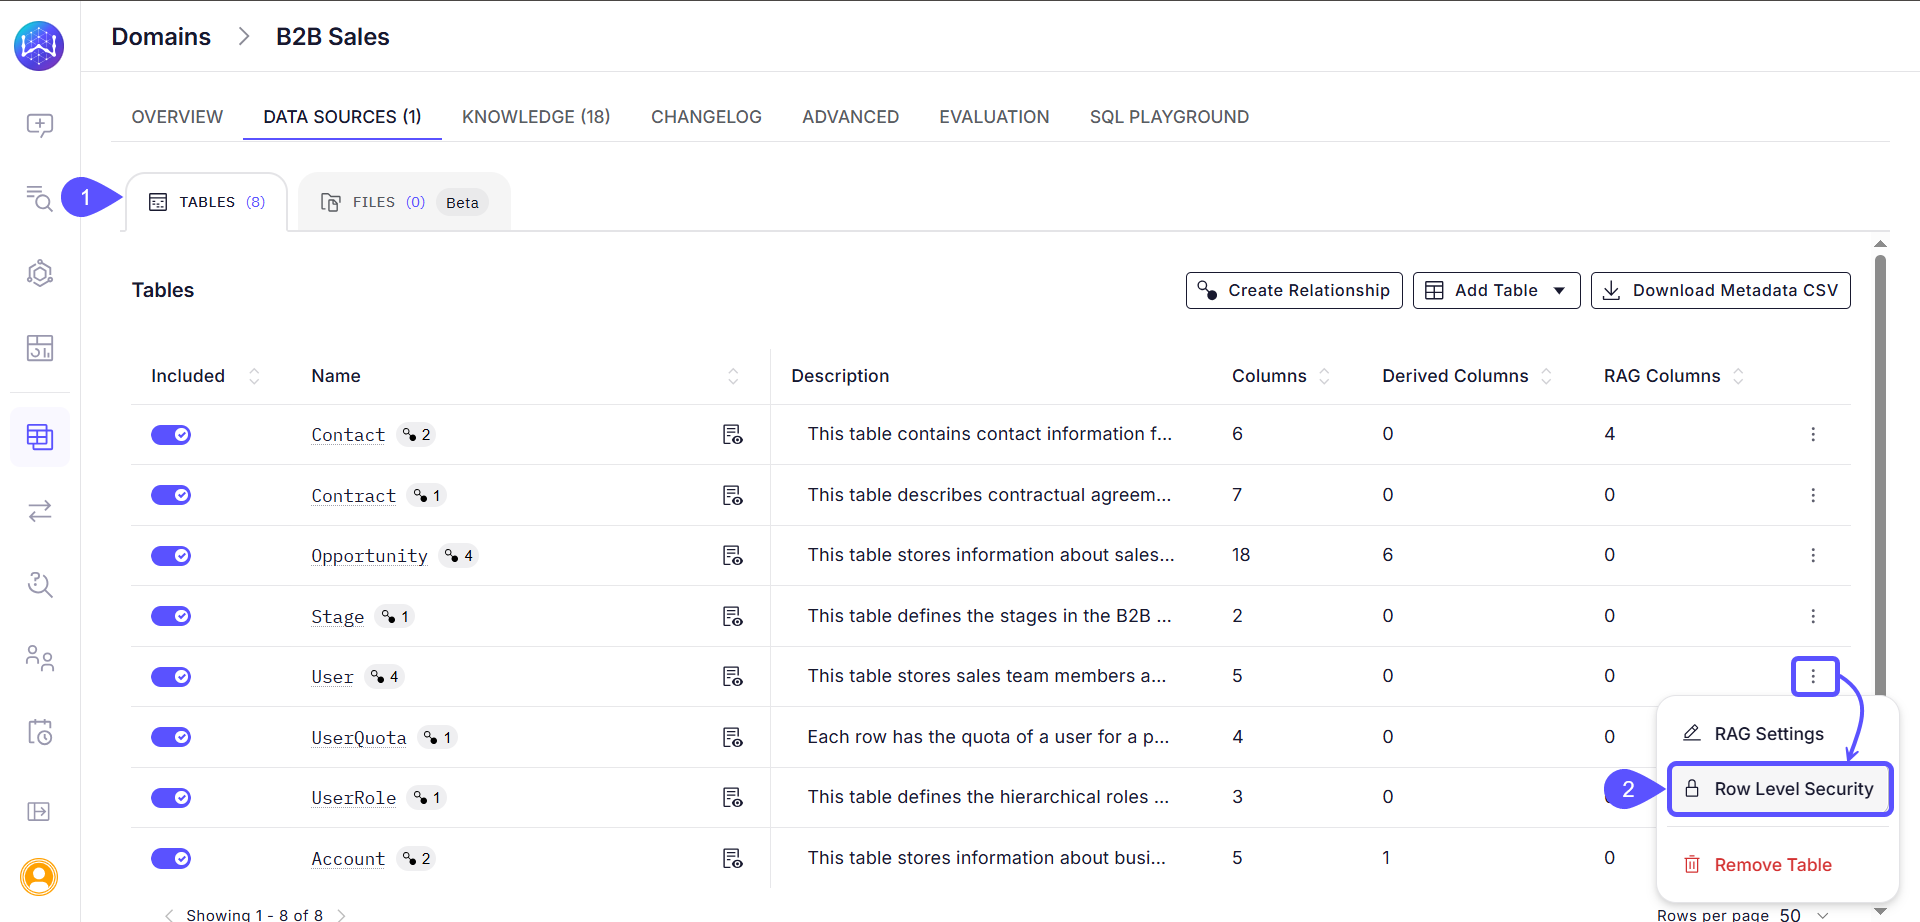 Domains > B2B Sales
OVERVIEW DATA SOURCES (1) KNOWLEDGE (18) CHANGELOG ADVANCED EVALUATION SQL PLAYGROUND
1 TABLES (8) FILES (0) Beta
Tables Create Relationship Add Table Download Metadata CSV
Included Name Description Columns Derived Columns RAG Columns
Contact 2 This table contains contact information f... 6 0 4
Contract 1 This table describes contractual agreem... 7 0 0
Opportunity 4 This table stores information about sales... 18 6 0
Stage 1 This table defines the stages in the B2B ... 2 0 0
User 4 This table stores sales team members a... 5 0 0
UserQuota 1 Each row has the quota of a user for a p... 4 0 0
RAG Settings
UserRole 1 This table defines the hierarchical roles ... 3 0
2 Row Level Security
Account 2 This table stores information about busi... 5 1 0
Remove Table
Showing 1 - 8 of 8 Rows per page 50